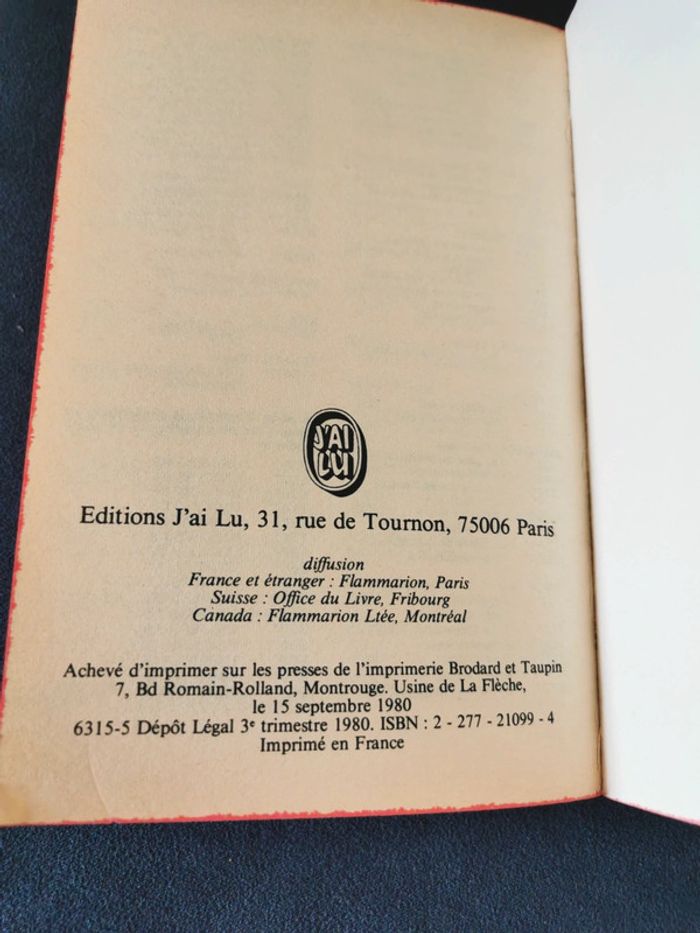 J'AI
LU
Editions J'ai Lu, 31, rue de Tournon, 75006 Paris
diffusion
France et étranger : Flammarion, Paris
Suisse : Office du Livre, Fribourg
Canada : Flammarion Ltée, Montréal
Achevé d'imprimer sur les presses de l'imprimerie Brodard et Taupin
7, Bd Romain-Rolland, Montrouge. Usine de La Flèche,
le 15 septembre 1980
6315-5 Dépôt Légal 3e trimestre 1980. ISBN : 2 - 277 - 21099 - 4
Imprimé en France